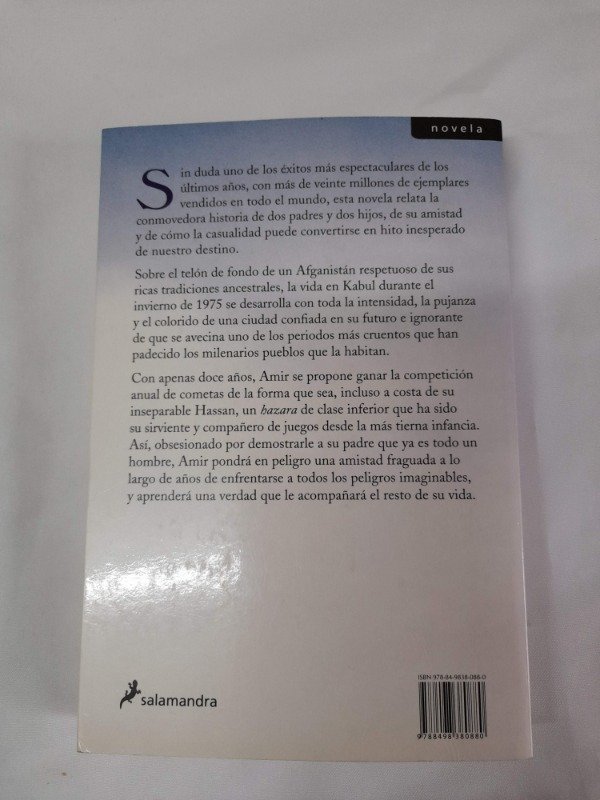 novela
Sin duda uno de los éxitos más espectaculares de los
últimos años, con más de veinte millones de ejemplares
vendidos en todo el mundo, esta novela relata la
conmovedora historia de dos padres y dos hijos, de su amistad
y de cómo la casualidad puede convertirse en hito inesperado
de nuestro destino.
Sobre el telón de fondo de un Afganistán respetuoso de sus
ricas tradiciones ancestrales, la vida en Kabul durante el
invierno de 1975 se desarrolla con toda la intensidad, la pujanza
y el colorido de una ciudad confiada en su futuro e ignorante
de que se avecina uno de los periodos más cruentos que han
padecido los milenarios pueblos que la habitan.
Con apenas doce años, Amir se propone ganar la competición
anual de cometas de la forma que sea, incluso a costa de su
inseparable Hassan, un hazara de clase inferior que ha sido
su sirviente y compañero de juegos desde la más tierna infancia.
Así, obsesionado por demostrarle a su padre que ya es todo un
hombre, Amir pondrá en peligro una amistad fraguada a lo
largo de años de enfrentarse a todos los peligros imaginables,
y aprenderá una verdad que le acompañará el resto de su vida.
ISBN 978-84-9838-088-0
9788498380880
salamandra